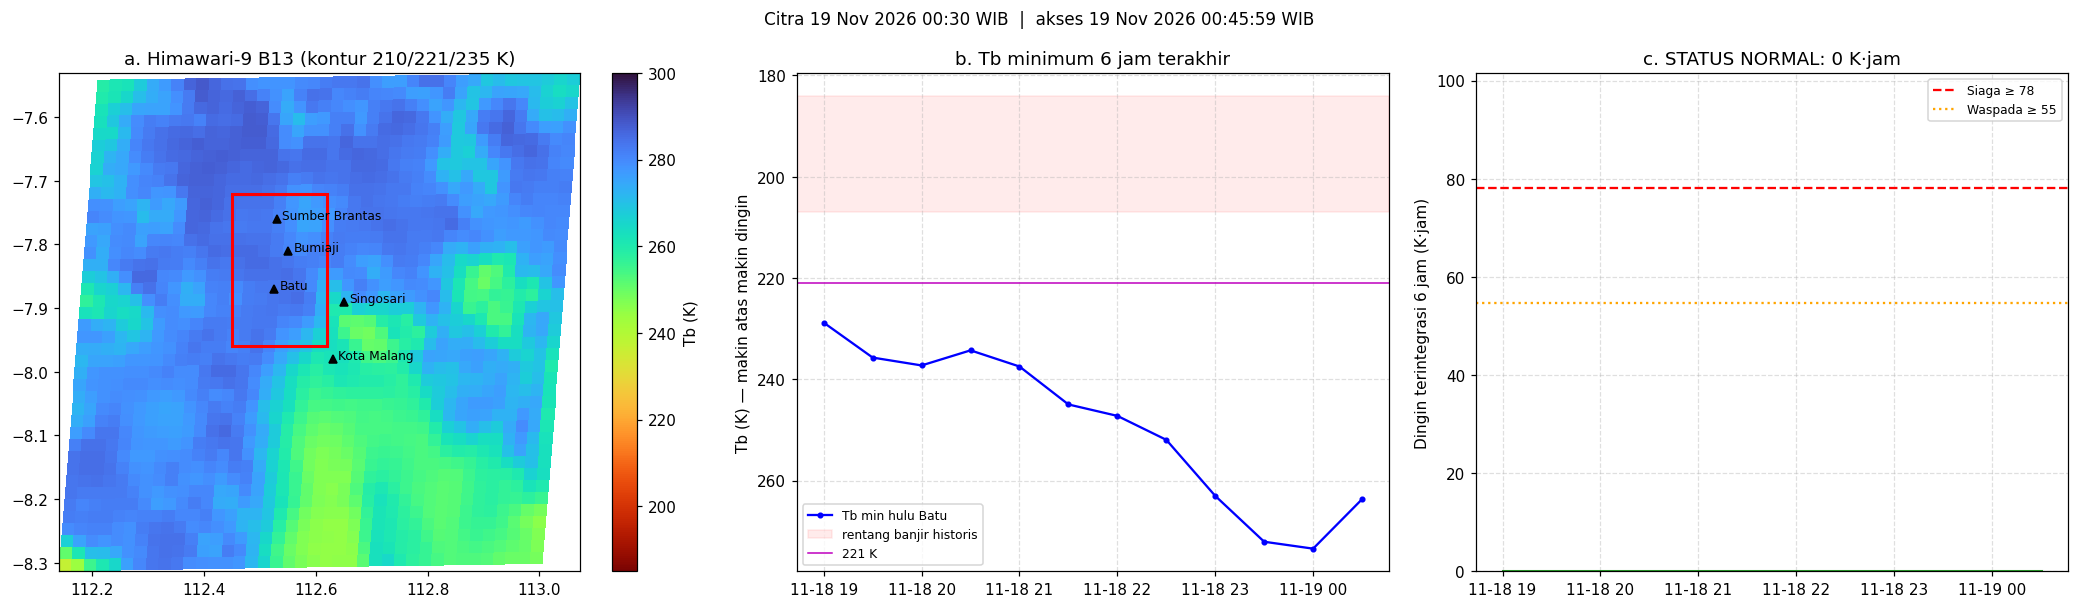 Citra 19 Nov 2026 00:30 WIB | akses 19 Nov 2026 00:45:59 WIB
a. Himawari-9 B13 (kontur 210/221/235 K)
−7.6
−7.7
−7.8
−7.9
−8.0
−8.1
−8.2
−8.3
112.2
112.4
112.6
112.8
113.0
Sumber Brantas
Bumiaji
Batu
Singosari
Kota Malang
300
280
260
240
220
200
Tb (K)
b. Tb minimum 6 jam terakhir
Tb (K) — makin atas makin dingin
180
200
220
240
260
11-18 19
11-18 20
11-18 21
11-18 22
11-18 23
11-19 00
Tb min hulu Batu
rentang banjir historis
221 K
c. STATUS NORMAL: 0 K·jam
Dingin terintegrasi 6 jam (K·jam)
100
80
60
40
20
0
11-18 19
11-18 20
11-18 21
11-18 22
11-18 23
11-19 00
Siaga ≥ 78
Waspada ≥ 55